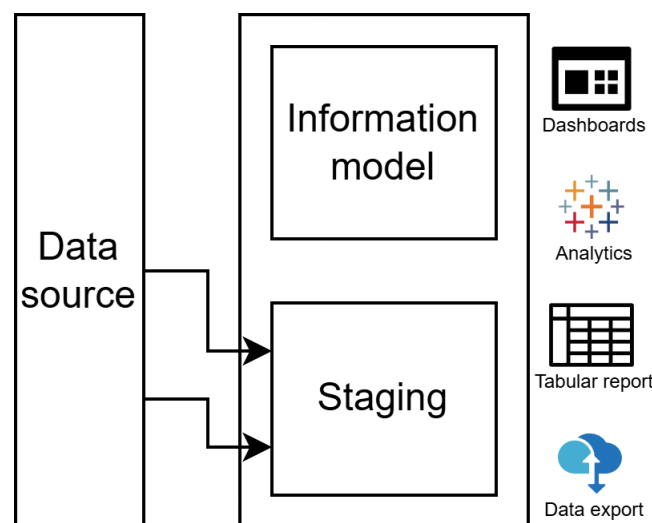 Data
source
Information
model
Staging
Dashboards
Analytics
Tabular report
Data export